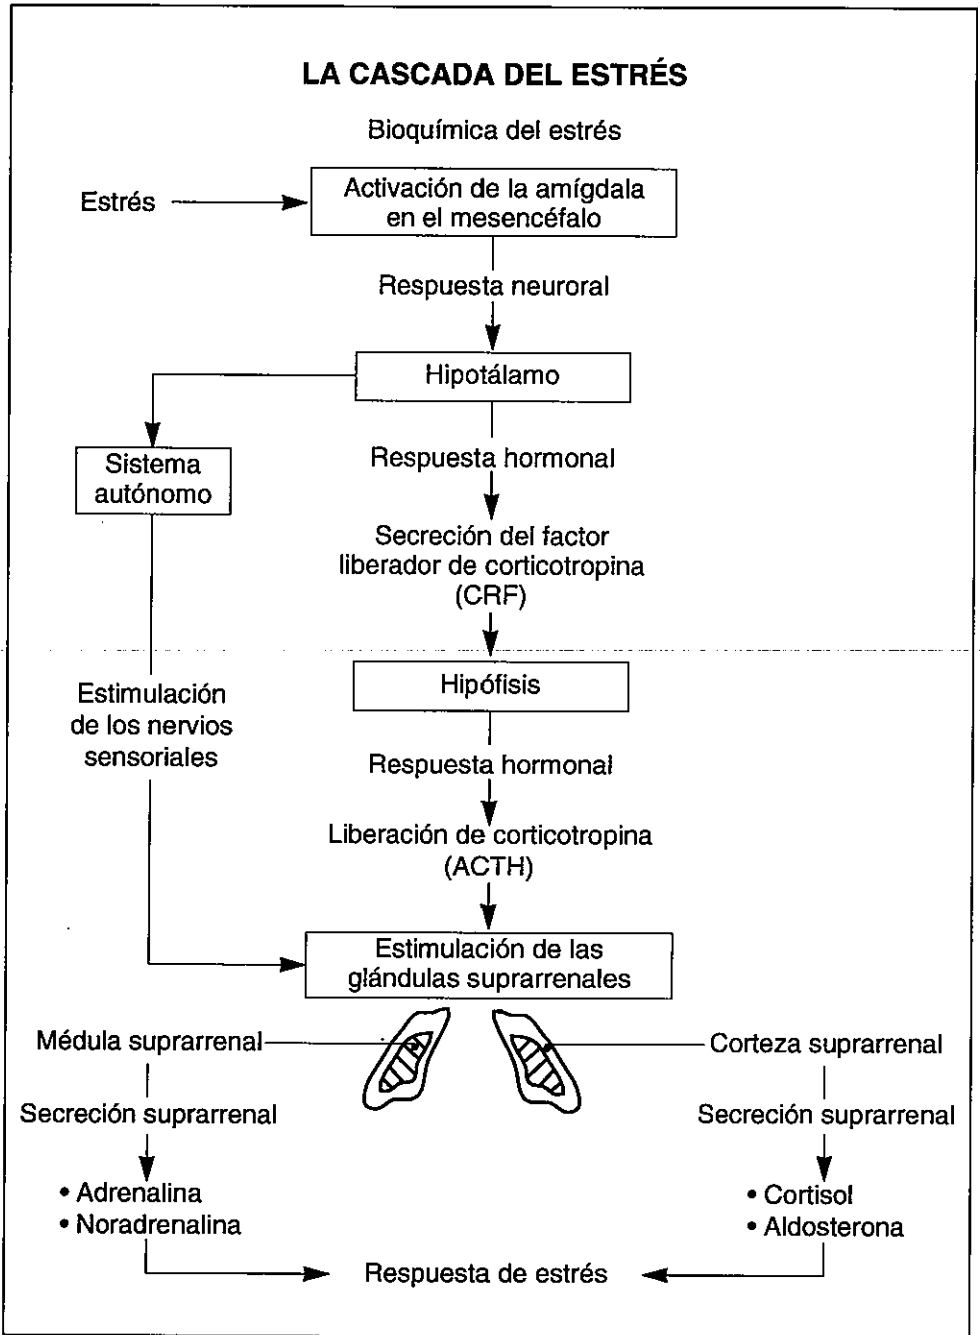 LA CASCADA DEL ESTRÉS
Bioquímica del estrés
Estrés
Activación de la amígdala
en el mesencéfalo
Respuesta neuroral
Hipotálamo
Sistema
autónomo
Respuesta hormonal
Secreción del factor
liberador de corticotropina
(CRF)
Hipófisis
Estimulación
de los nervios
sensoriales
Respuesta hormonal
Liberación de corticotropina
(ACTH)
Estimulación de las
glándulas suprarrenales
Médula suprarrenal
Corteza suprarrenal
Secreción suprarrenal
Secreción suprarrenal
• Adrenalina
• Noradrenalina
• Cortisol
• Aldosterona
Respuesta de estrés